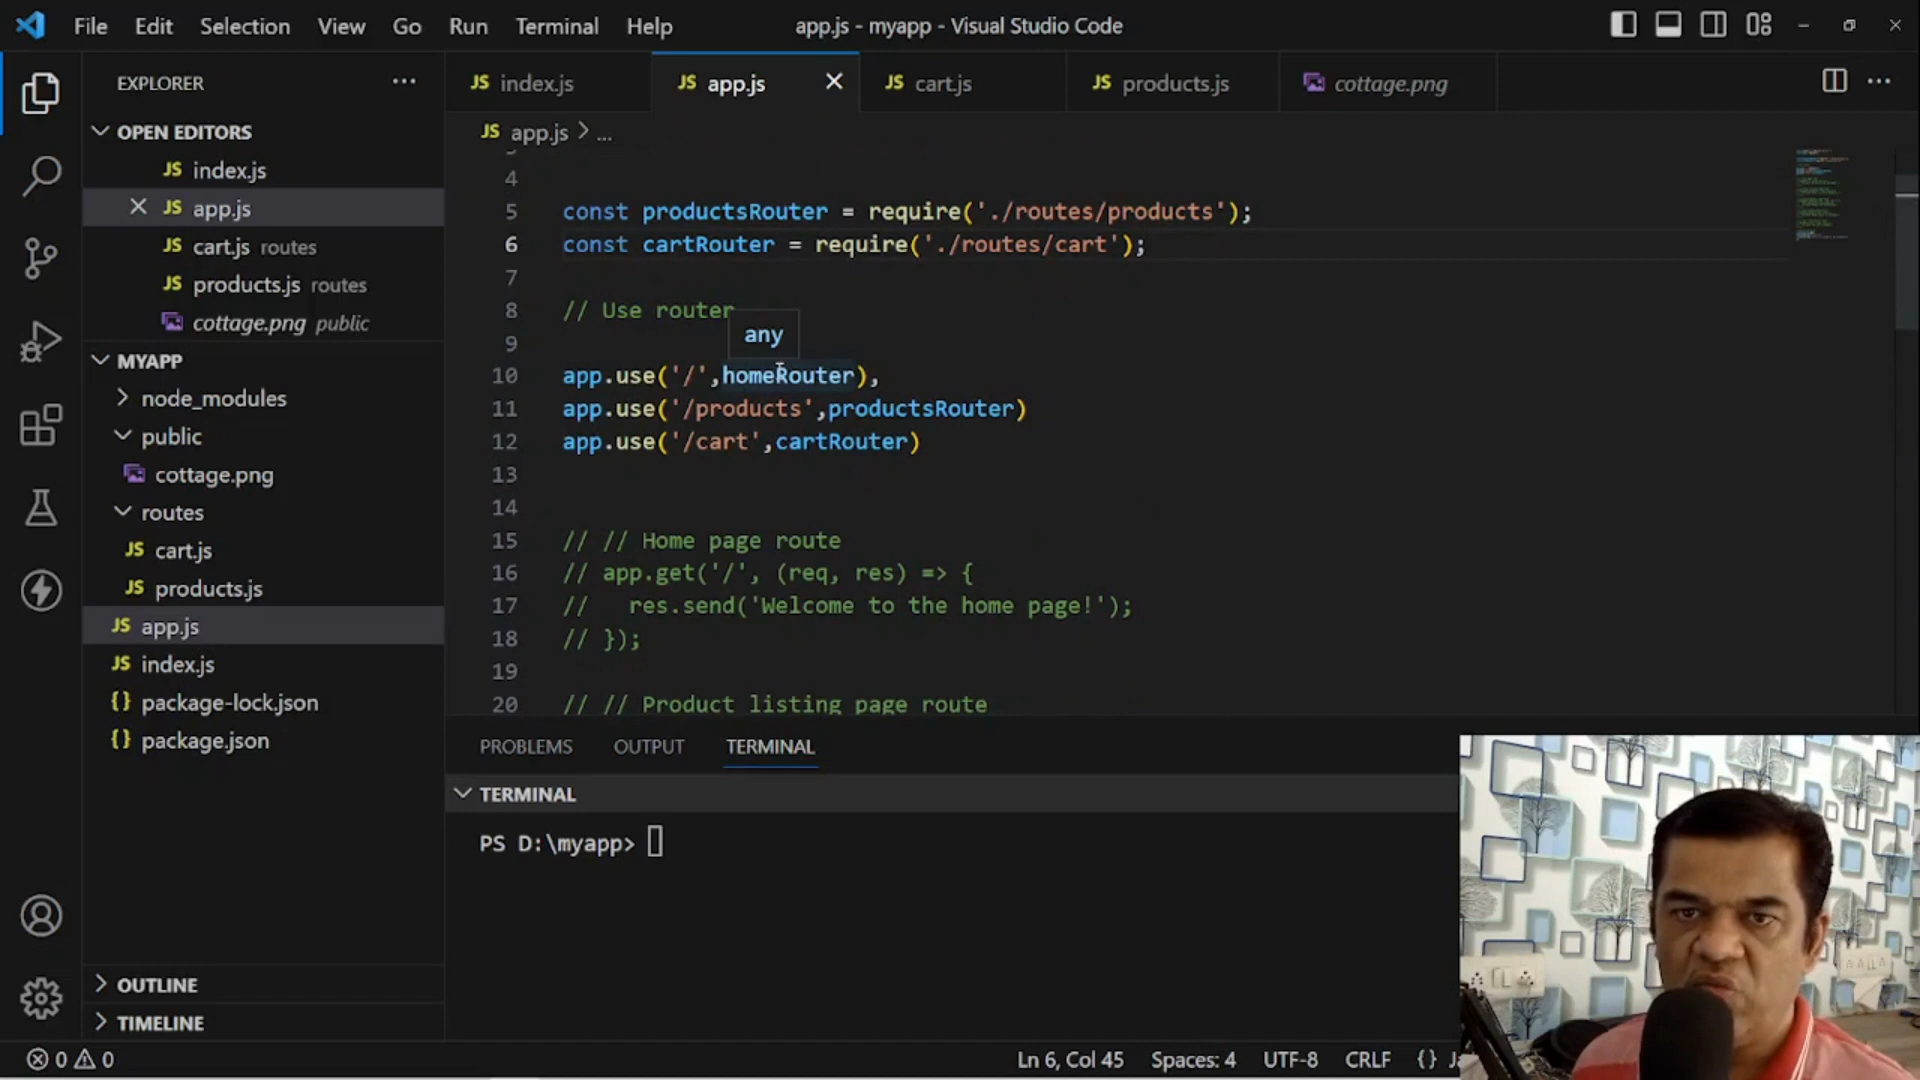 File Edit Selection View Go Run Terminal Help
app.js - myapp - Visual Studio Code
EXPLORER
OPEN EDITORS
JS index.js
JS app.js
JS cart.js routes
JS products.js routes
cottage.png public
MYAPP
node_modules
public
cottage.png
routes
JS cart.js
JS products.js
JS app.js
JS index.js
{} package-lock.json
{} package.json
OUTLINE
TIMELINE
JS index.js JS app.js JS cart.js JS products.js cottage.png
JS app.js > ...
4
5 const productsRouter = require('./routes/products');
6 const cartRouter = require('./routes/cart');
7
8 // Use router
any
9
10 app.use('/',homeRouter),
11 app.use('/products',productsRouter)
12 app.use('/cart',cartRouter)
13
14
15 // // Home page route
16 // app.get('/', (req, res) => {
17 //   res.send('Welcome to the home page!');
18 // });
19
20 // // Product listing page route
PROBLEMS OUTPUT TERMINAL
TERMINAL
PS D:\myapp>
0 0
Ln 6, Col 45 Spaces: 4 UTF-8 CRLF {}